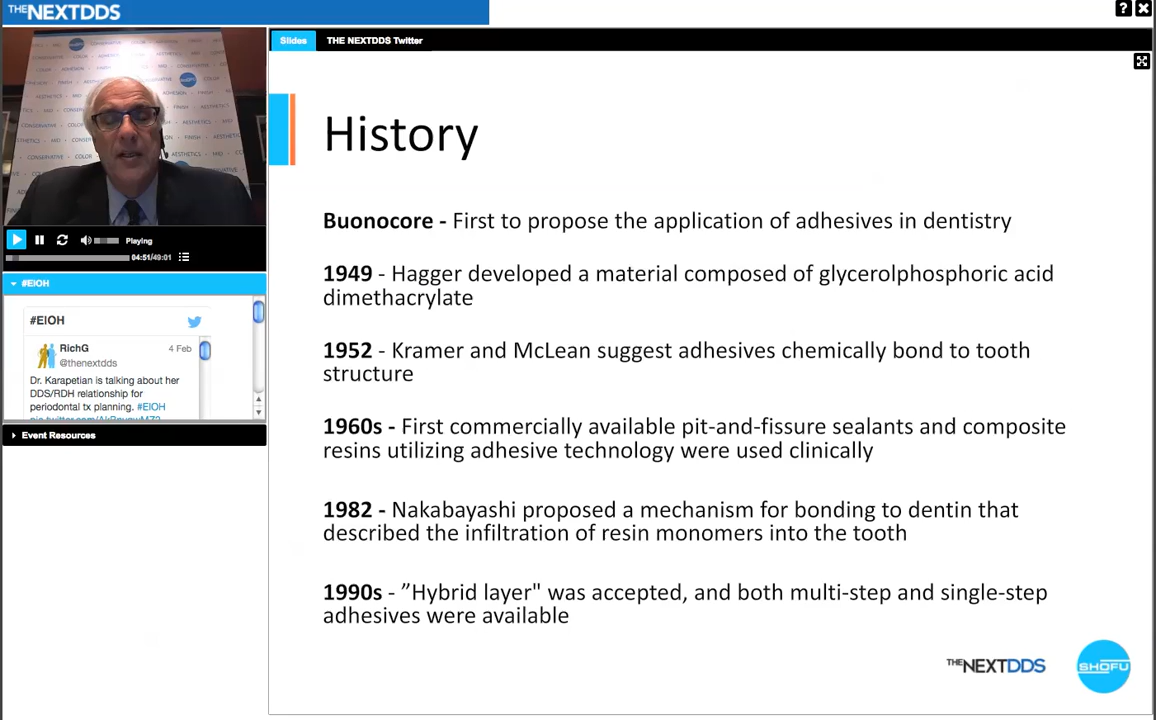 THE NEXTDDS
? ×
Slides
THE NEXTDDS Twitter
SHOFU
Playing
04:51/49:01
#EIOH
#EIOH
RichG
4 Feb
@thenextdds
Dr. Karapetian is talking about her
DDS/RDH relationship for
periodontal tx planning. #EIOH
Event Resources
History
Buonocore - First to propose the application of adhesives in dentistry
1949 - Hagger developed a material composed of glycerolphosphoric acid
dimethacrylate
1952 - Kramer and McLean suggest adhesives chemically bond to tooth
structure
1960s - First commercially available pit-and-fissure sealants and composite
resins utilizing adhesive technology were used clinically
1982 - Nakabayashi proposed a mechanism for bonding to dentin that
described the infiltration of resin monomers into the tooth
1990s - ”Hybrid layer" was accepted, and both multi-step and single-step
adhesives were available
THE NEXTDDS
SHOFU